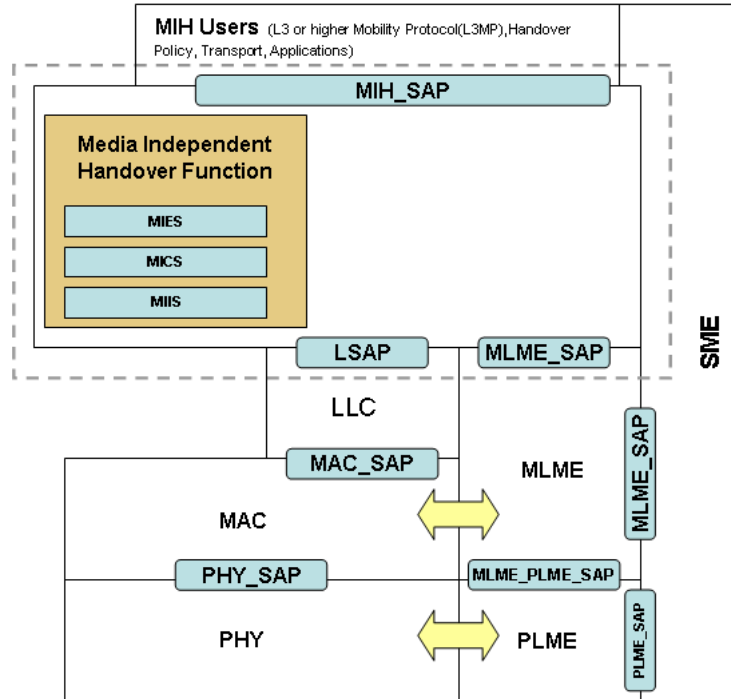 MIH Users (L3 or higher Mobility Protocol(L3MP),Handover
Policy, Transport, Applications)
MIH_SAP
Media Independent
Handover Function
MIES
MICS
MIIS
SME
LSAP
MLME_SAP
LLC
MAC_SAP
MLME
MLME_SAP
MAC
PHY_SAP
MLME_PLME_SAP
PHY
PLME
PLME_SAP